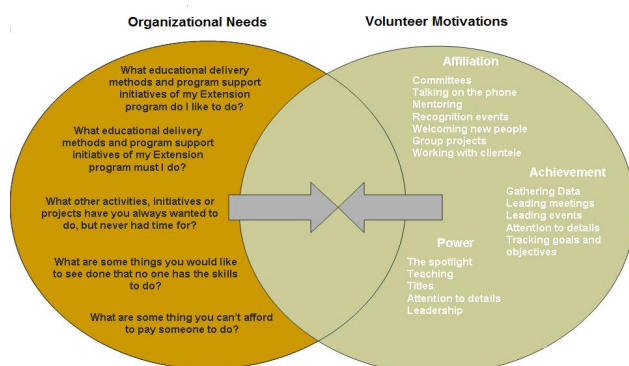 Organizational Needs
Volunteer Motivations
What educational delivery
methods and program support
initiatives of my Extension
program do I like to do?
What educational delivery
methods and program support
initiatives of my Extension
program must I do?
What other activities, initiatives or
projects have you always wanted to
do, but never had time for?
What are some things you would like
to see done that no one has the skills
to do?
What are some thing you can't afford
to pay someone to do?
Affiliation
Committees
Talking on the phone
Mentoring
Recognition events
Welcoming new people
Group projects
Working with clientele
Achievement
Gathering Data
Leading meetings
Leading events
Attention to details
Tracking goals and
objectives
Power
The spotlight
Teaching
Titles
Attention to details
Leadership